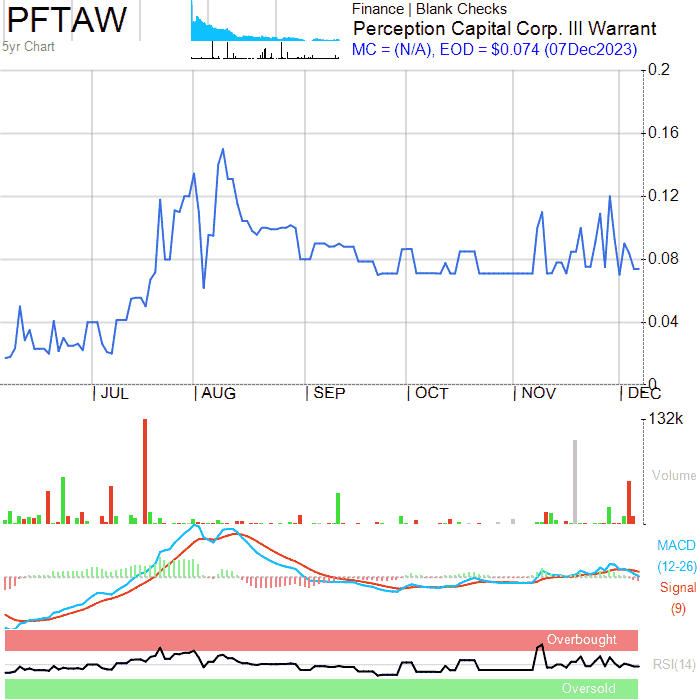 PFTAW
5yr Chart
Finance | Blank Checks
Perception Capital Corp. III Warrant
MC = (N/A), EOD = $0.074 (07Dec2023)
0.2
0.16
0.12
0.08
0.04
0
JUL AUG SEP OCT NOV DEC
132k
Volume
MACD
(12-26)
Signal
(9)
Overbought
RSI(14)
Oversold